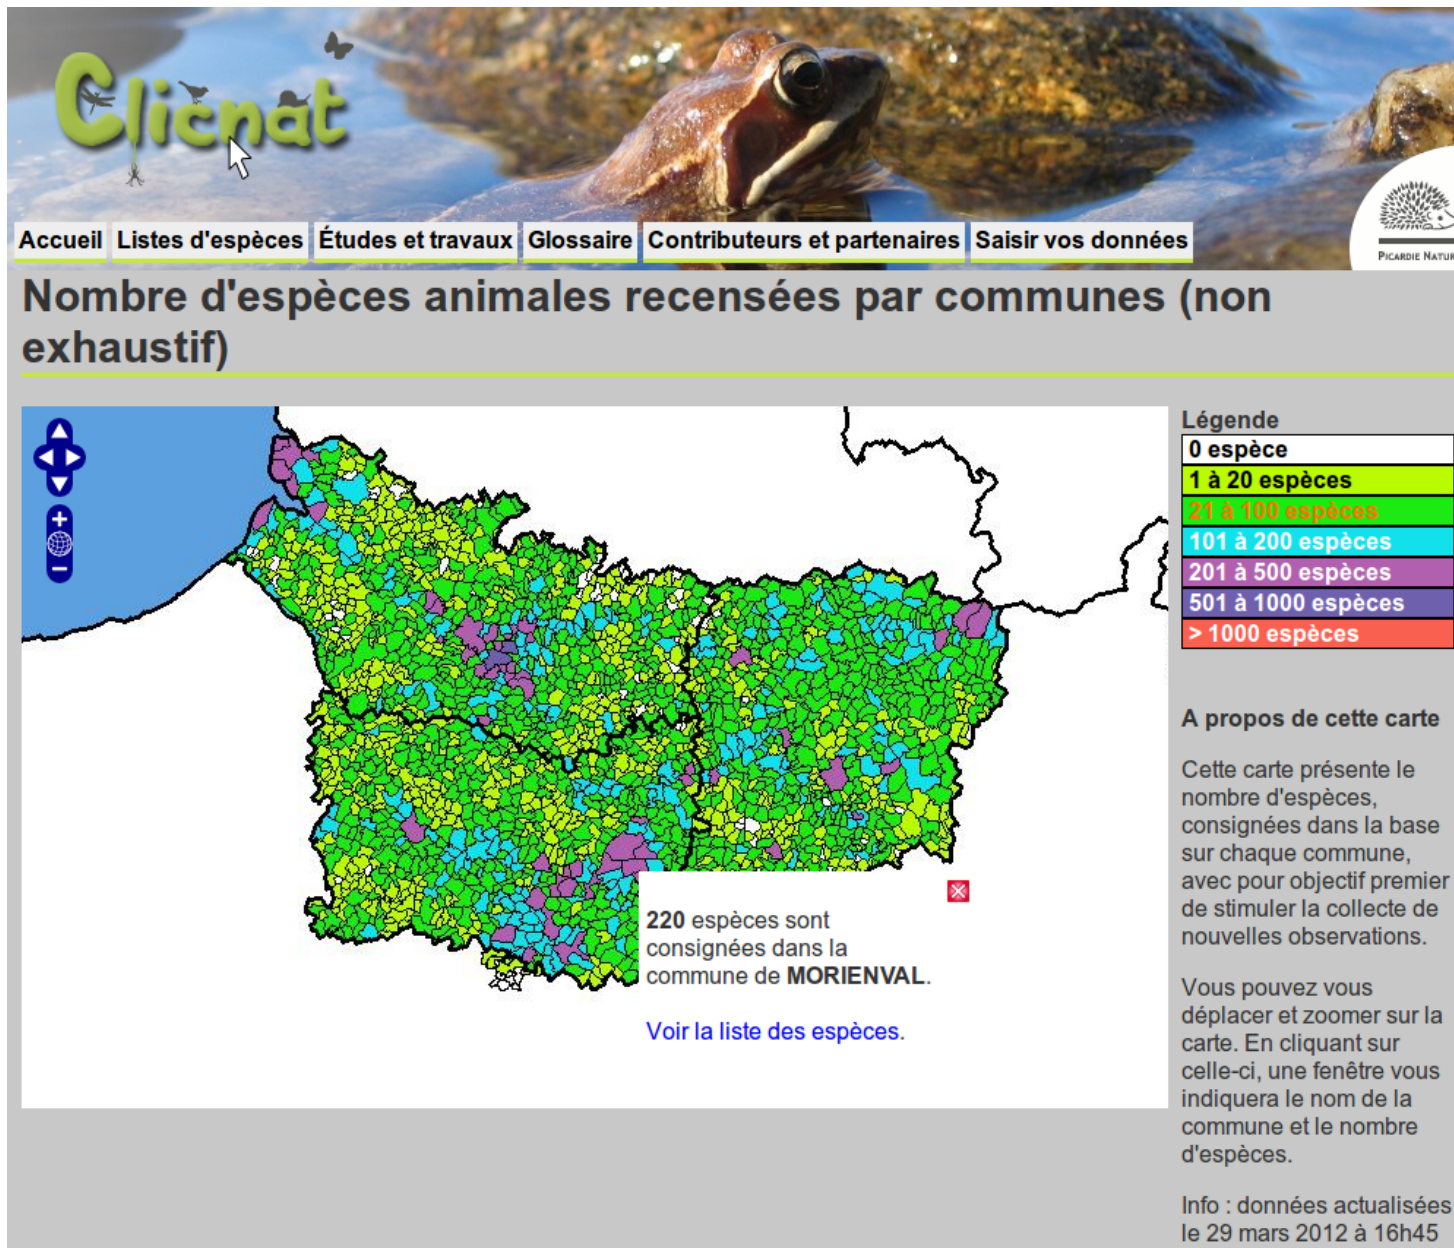 Clicnat
PICARDIE NATUR
Accueil Listes d'espèces Études et travaux Glossaire Contributeurs et partenaires Saisir vos données
Nombre d'espèces animales recensées par communes (non
exhaustif)
220 espèces sont
consignées dans la
commune de MORIENVAL.
Voir la liste des espèces.
Légende
0 espèce
1 à 20 espèces
21 à 100 espèces
101 à 200 espèces
201 à 500 espèces
501 à 1000 espèces
> 1000 espèces
A propos de cette carte
Cette carte présente le
nombre d'espèces,
consignées dans la base
sur chaque commune,
avec pour objectif premier
de stimuler la collecte de
nouvelles observations.
Vous pouvez vous
déplacer et zoomer sur la
carte. En cliquant sur
celle-ci, une fenêtre vous
indiquera le nom de la
commune et le nombre
d'espèces.
Info : données actualisées
le 29 mars 2012 à 16h45